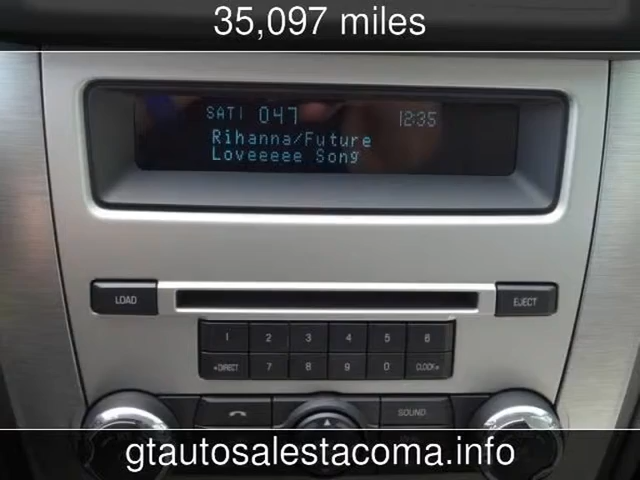 35,097 miles
SAT1 047 12:35
Rihanna/Future
Loveeeee Song
LOAD EJECT
1 2 3 4 5 6
DIRECT 7 8 9 0 CLOCK
SOUND
gtautosalestacoma.info